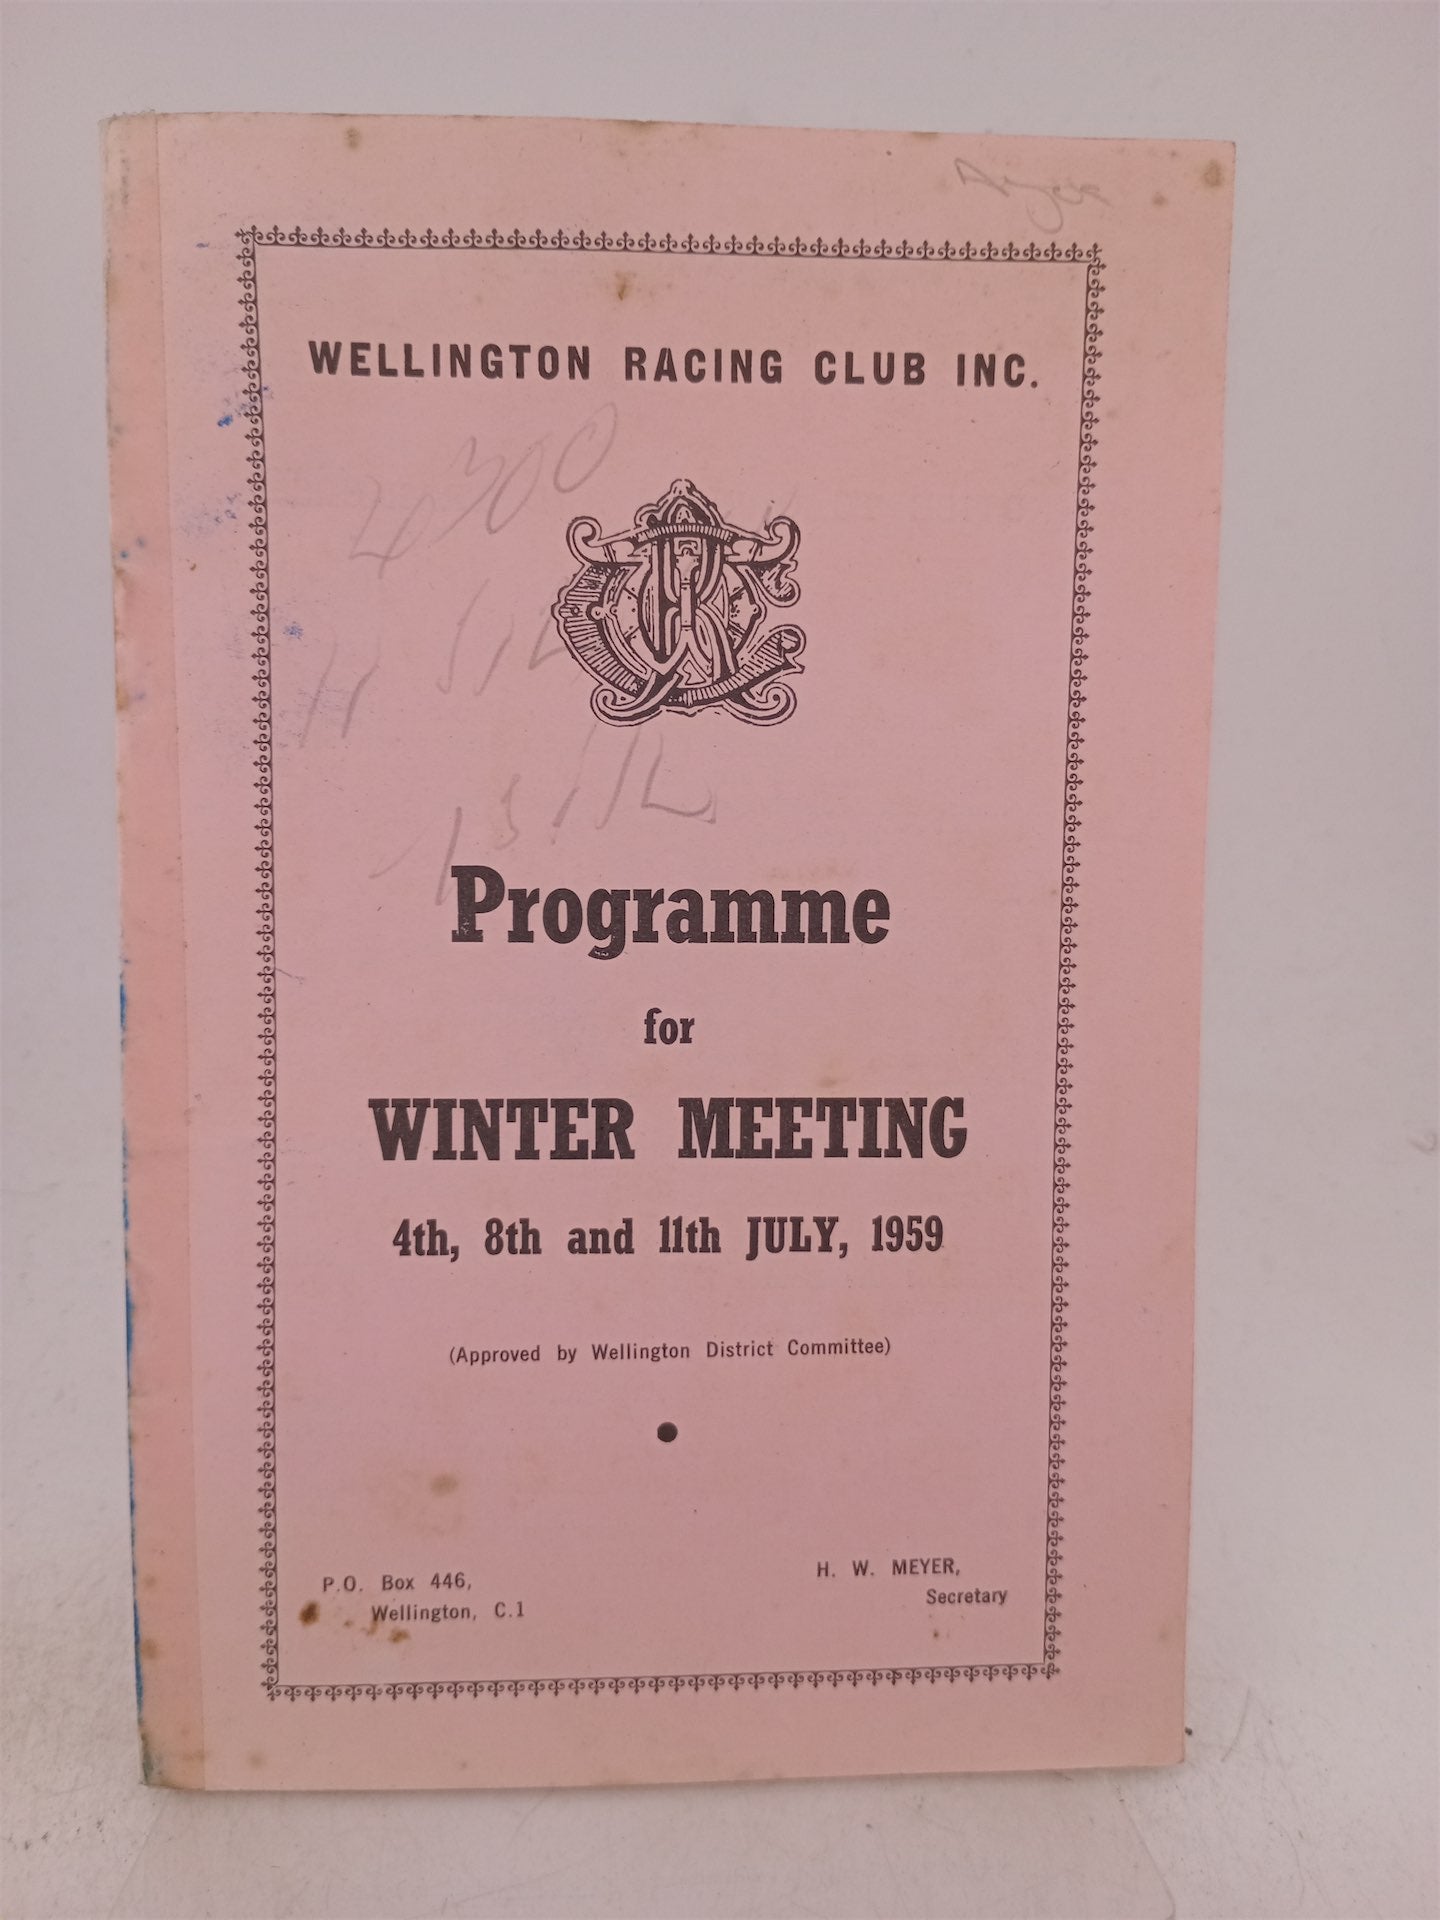 WELLINGTON RACING CLUB INC.
4300
Programme
for
WINTER MEETING
4th, 8th and 11th JULY, 1959
(Approved by Wellington District Committee)
P.O. Box 446,
Wellington, C.1
H. W. MEYER,
Secretary